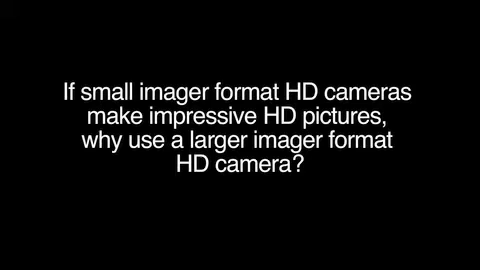 If small imager format HD cameras
make impressive HD pictures,
why use a larger imager format
HD camera?